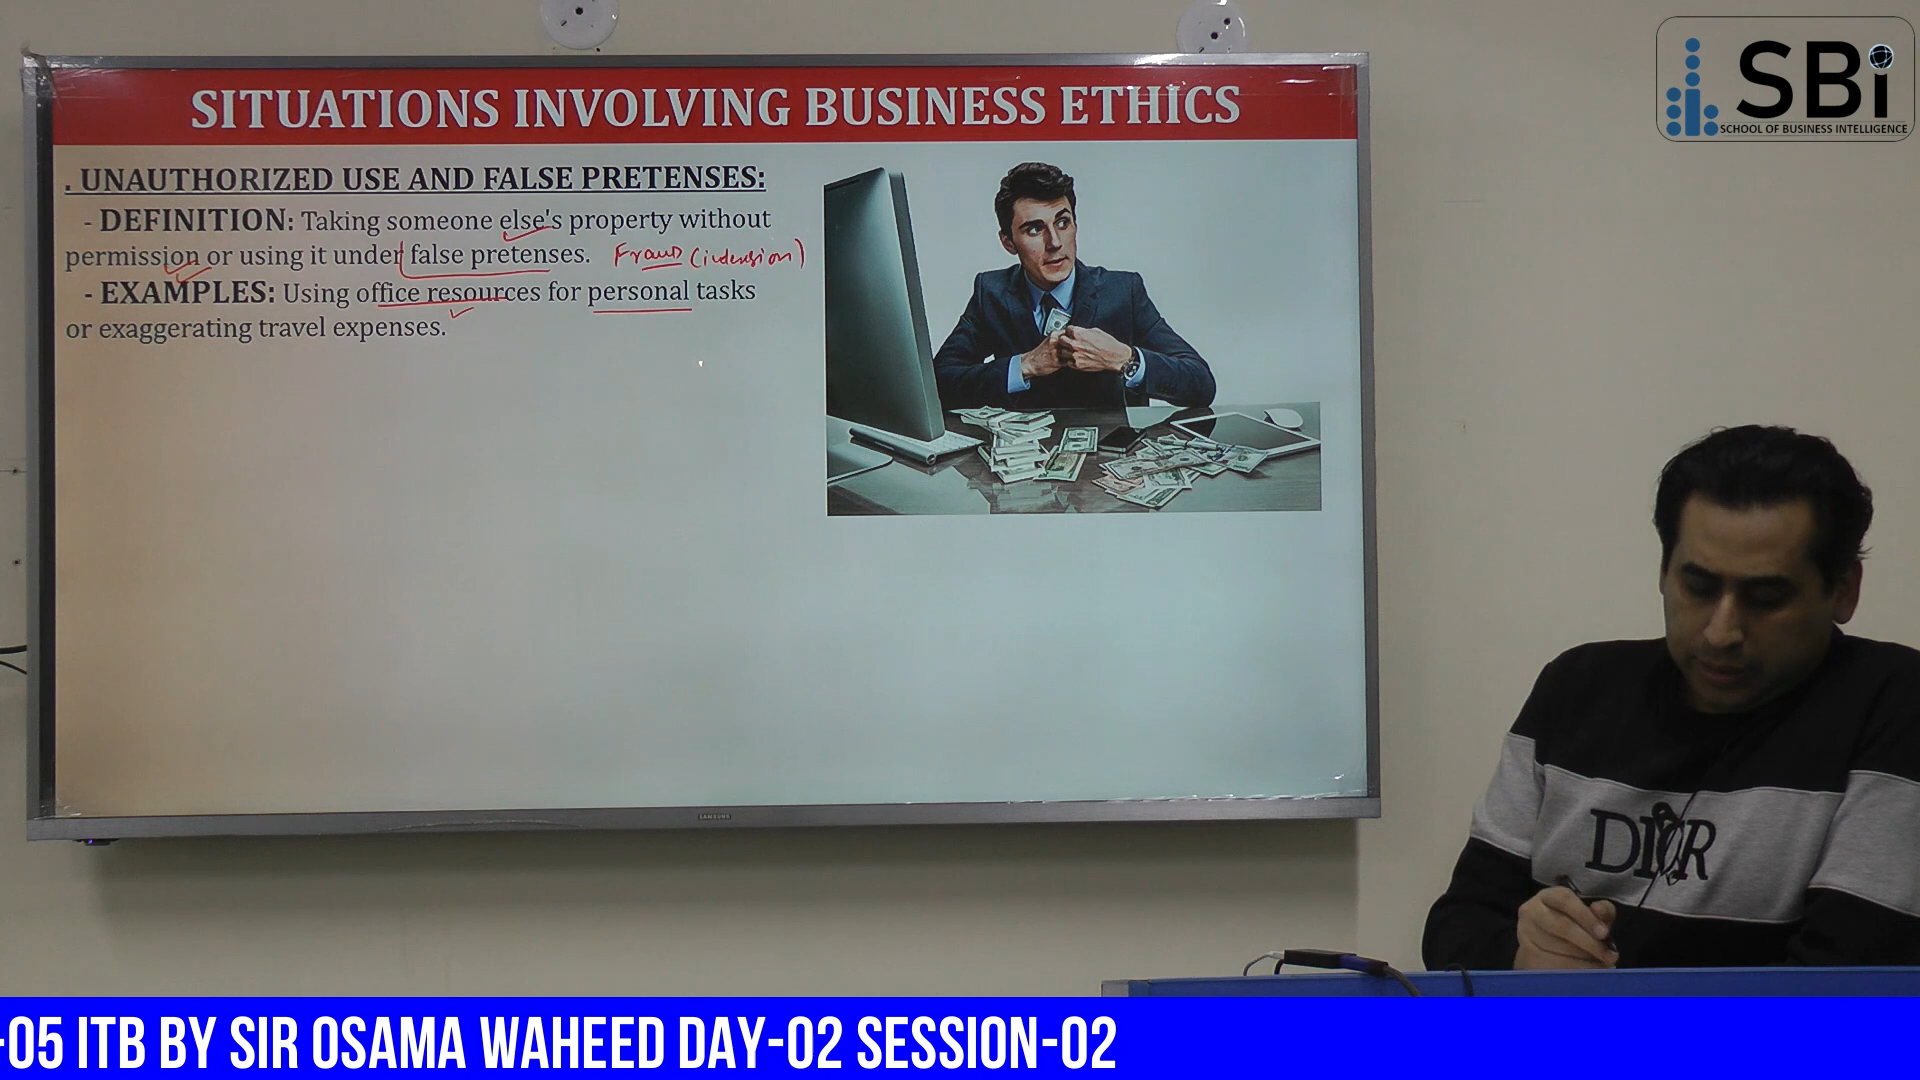 SBi
SCHOOL OF BUSINESS INTELLIGENCE
SITUATIONS INVOLVING BUSINESS ETHICS
. UNAUTHORIZED USE AND FALSE PRETENSES:
- DEFINITION: Taking someone else's property without
permission or using it under false pretenses. Fraud (intension)
- EXAMPLES: Using office resources for personal tasks
or exaggerating travel expenses.
SAMSUNG
DIOR
-05 ITB BY SIR OSAMA WAHEED DAY-02 SESSION-02